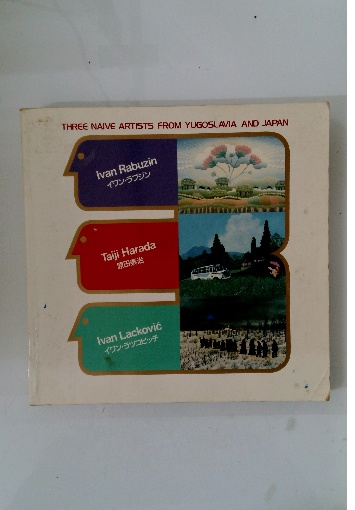 THREE NAIVE ARTISTS FROM YUGOSLAVIA AND JAPAN
Ivan Rabuzin
イワン・ラブジン
Taiji Harada
原田泰治
Ivan Lacković
イワン・ラツコビッチ